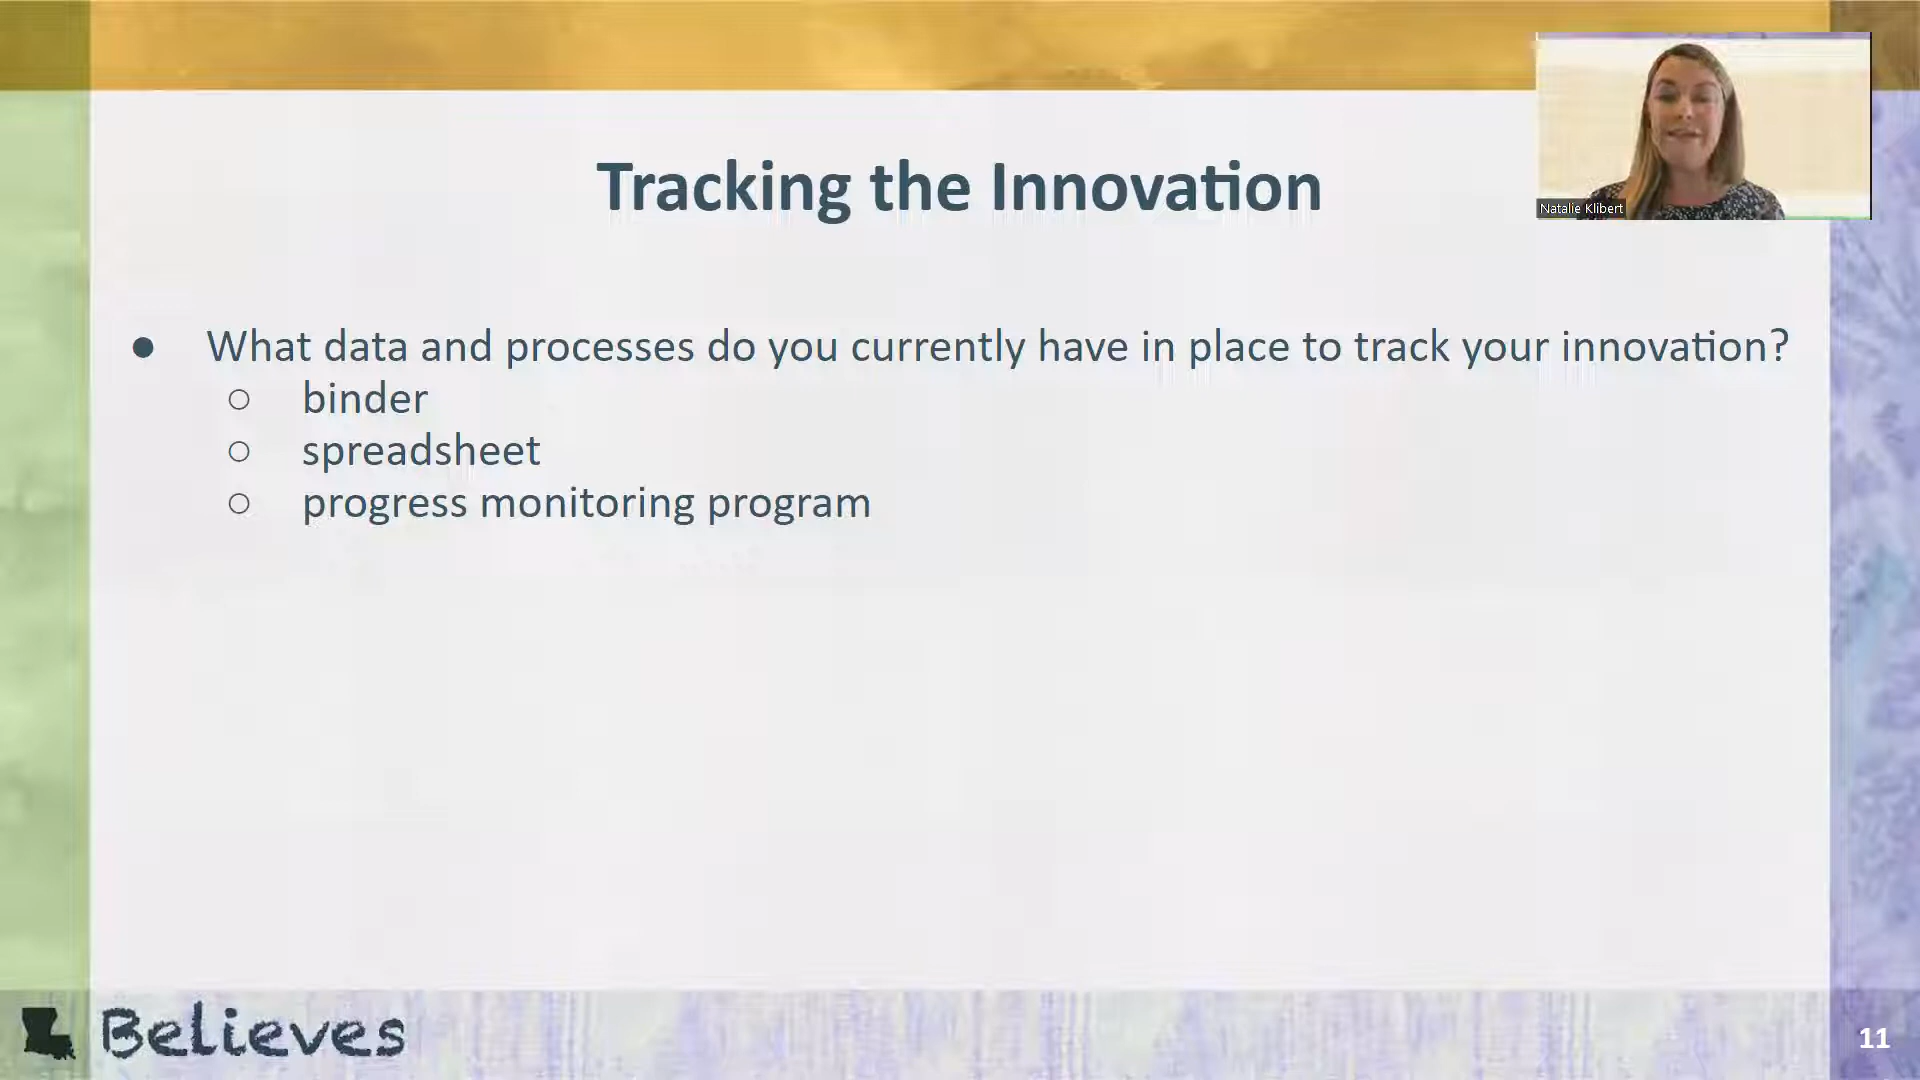 Tracking the Innovation
Natalie Klibert
● What data and processes do you currently have in place to track your innovation?
○ binder
○ spreadsheet
○ progress monitoring program
Believes
11